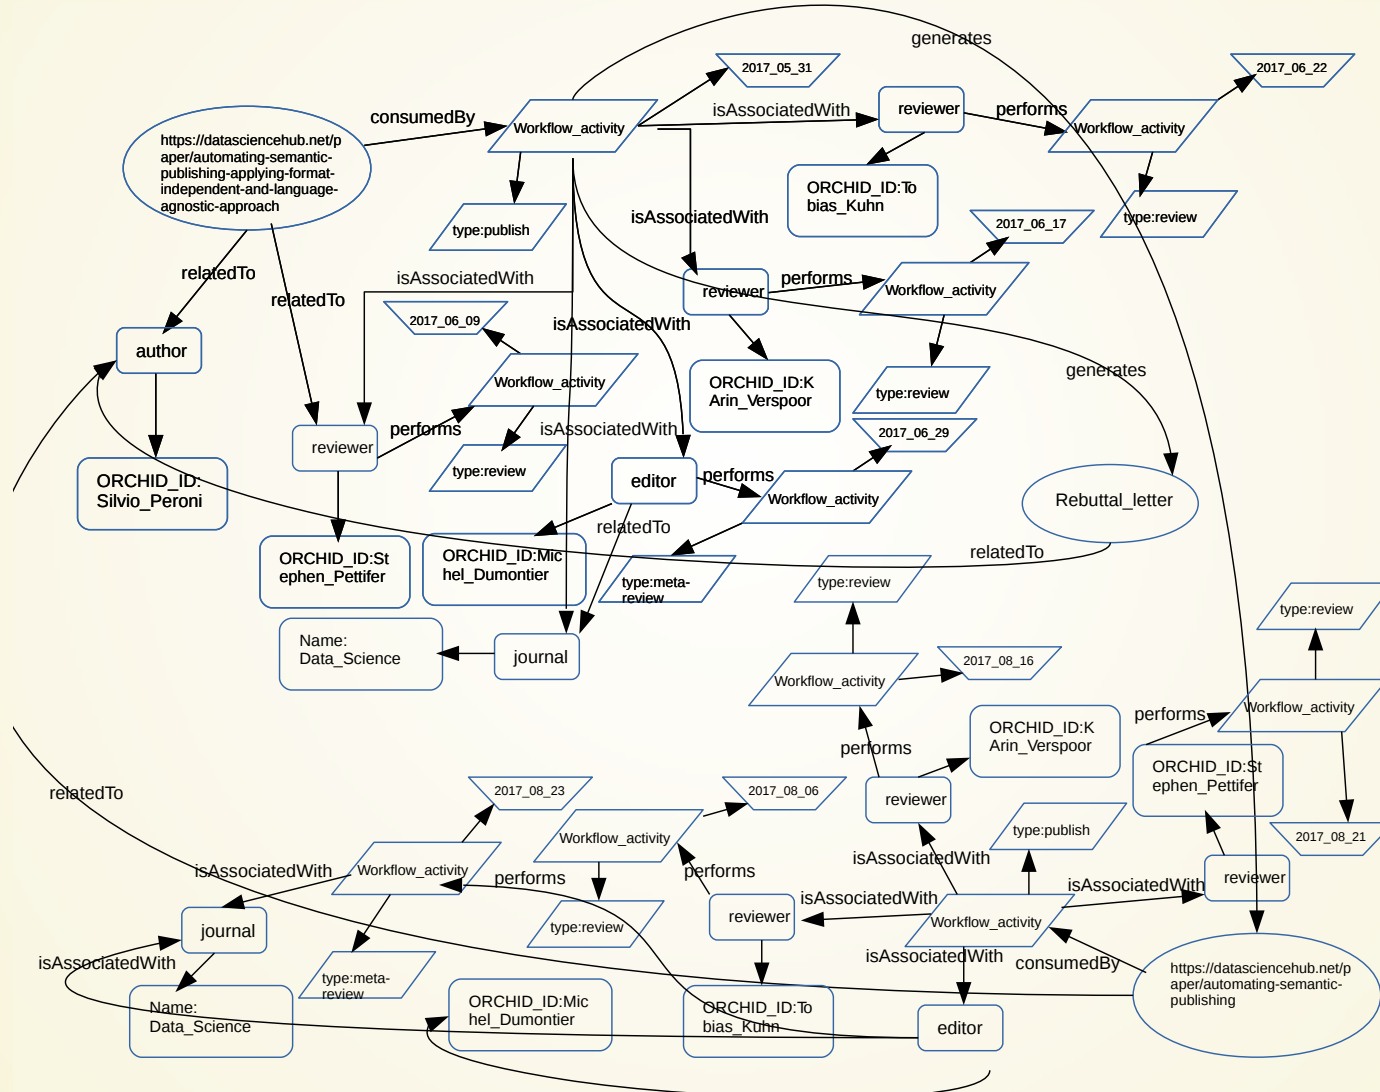 generates
2017_05_31
2017_06_22
consumedBy
Workflow_activity
isAssociatedWith
reviewer
performs
Workflow_activity
https://datasciencehub.net/p
aper/automating-semantic-
publishing-applying-format-
independent-and-language-
agnostic-approach
ORCHID_ID:To
bias_Kuhn
type:publish
isAssociatedWith
2017_06_17
type:review
relatedTo
relatedTo
isAssociatedWith
reviewer
performs
Workflow_activity
2017_06_09
isAssociatedWith
author
Workflow_activity
ORCHID_ID:K
Arin_Verspoor
type:review
generates
reviewer
performs
type:review
isAssociatedWith
2017_06_29
ORCHID_ID:
Silvio_Peroni
editor
performs
Workflow_activity
Rebuttal_letter
relatedTo
relatedTo
ORCHID_ID:St
ephen_Pettifer
ORCHID_ID:Mic
hel_Dumontier
type:meta-
review
type:review
type:review
Name:
Data_Science
journal
Workflow_activity
2017_08_16
Workflow_activity
performs
ORCHID_ID:K
Arin_Verspoor
performs
ORCHID_ID:St
ephen_Pettifer
relatedTo
2017_08_23
2017_08_06
reviewer
type:publish
2017_08_21
Workflow_activity
isAssociatedWith
Workflow_activity
isAssociatedWith
performs
performs
isAssociatedWith
reviewer
journal
type:review
reviewer
isAssociatedWith
Workflow_activity
isAssociatedWith
type:meta-
review
isAssociatedWith
consumedBy
https://datasciencehub.net/p
aper/automating-semantic-
publishing
Name:
Data_Science
ORCHID_ID:Mic
hel_Dumontier
ORCHID_ID:To
bias_Kuhn
editor